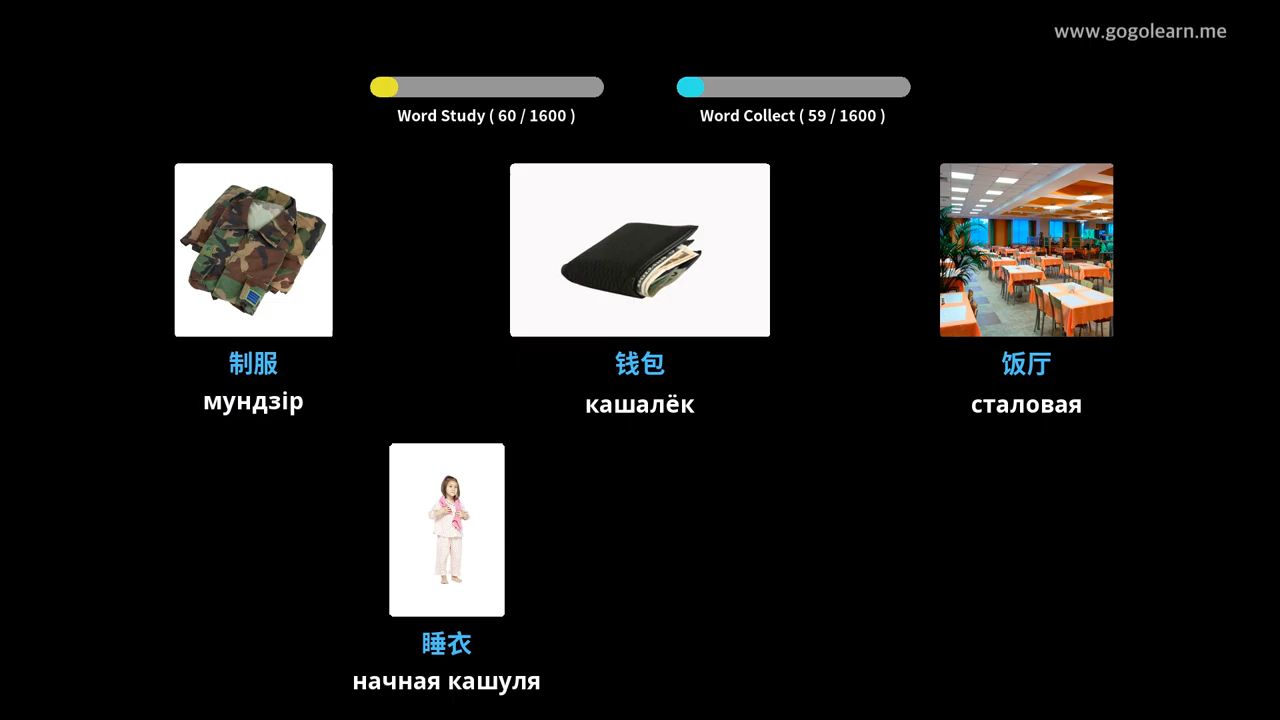 www.gogolearn.me
Word Study ( 60 / 1600 )
Word Collect ( 59 / 1600 )
制服
мундзір
钱包
кашалёк
饭厅
сталовая
睡衣
начная кашуля